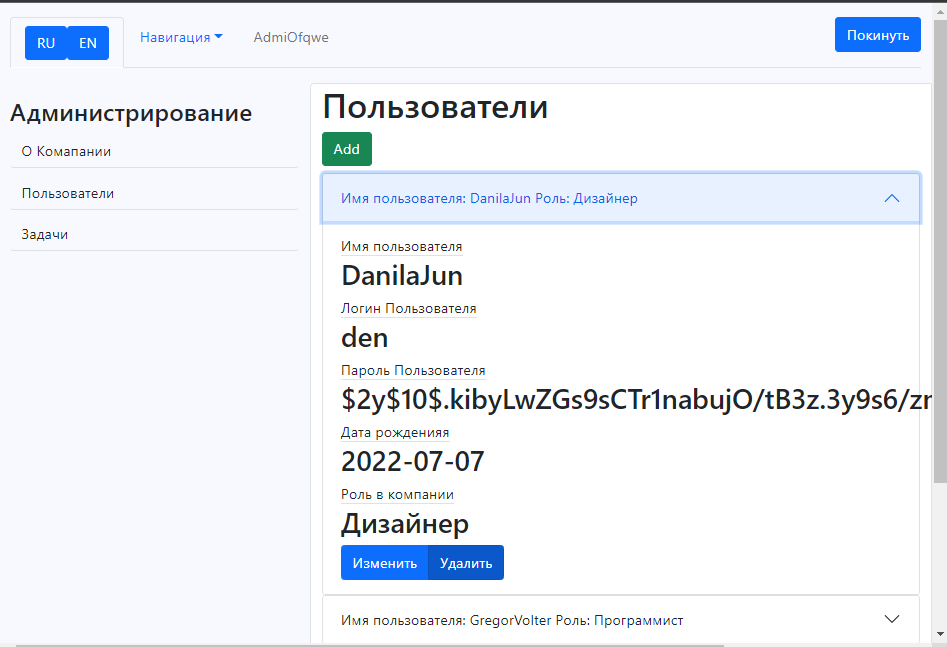 RU EN Навигация AdmiOfqwe Покинуть
Администрирование
О Комапании
Пользователи
Задачи
Пользователи
Add
Имя пользователя: DanilaJun Роль: Дизайнер
Имя пользователя
DanilaJun
Логин Пользователя
den
Пароль Пользователя
$2y$10$.kibyLwZGs9sCTr1nabujO/tB3z.3y9s6/zr
Дата рожденияя
2022-07-07
Роль в компании
Дизайнер
Изменить Удалить
Имя пользователя: GregorVolter Роль: Программист